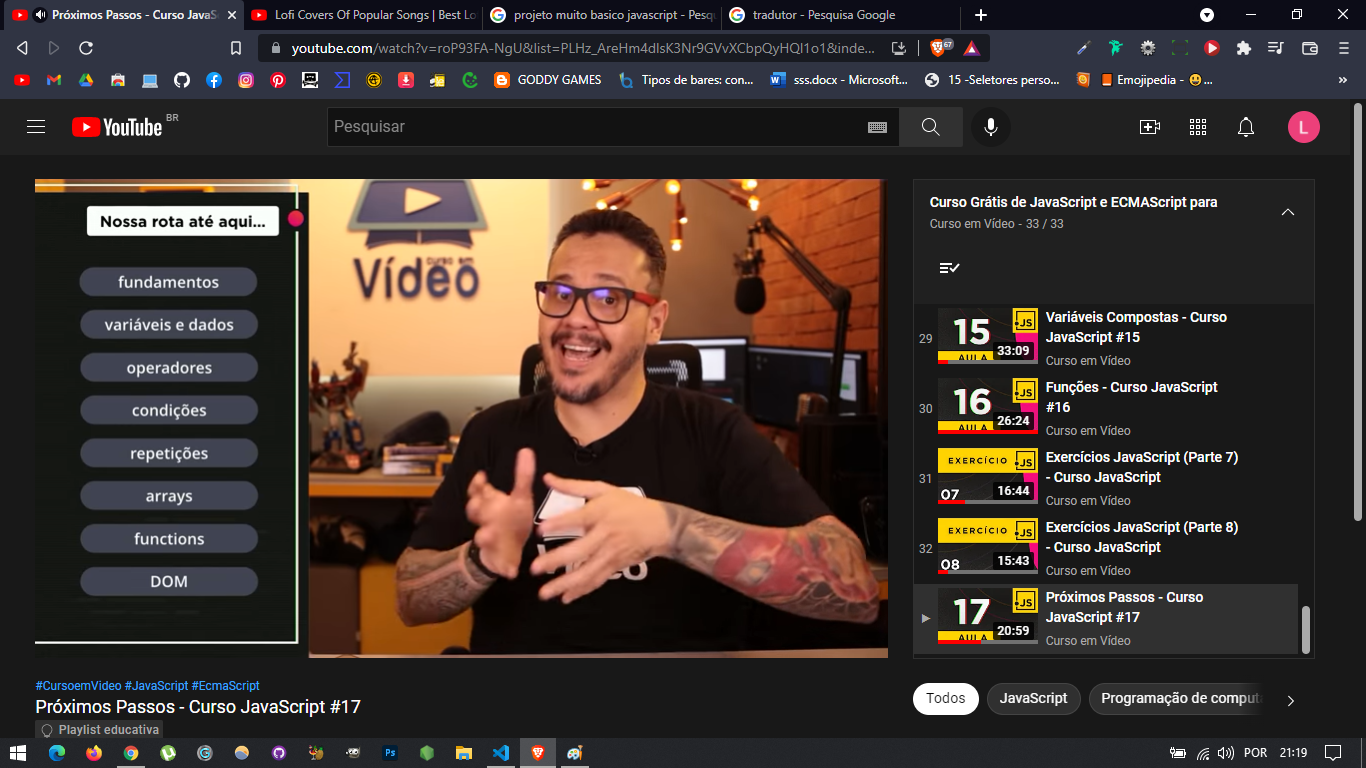 Próximos Passos - Curso JavaS
Lofi Covers Of Popular Songs | Best Lo
projeto muito basico javascript - Pesqu
tradutor - Pesquisa Google
youtube.com/watch?v=roP93FA-NgU&list=PLHz_AreHm4dlsK3Nr9GVvXCbpQyHQl1o1&inde...
67
GODDY GAMES
Tipos de bares: con...
sss.docx - Microsoft...
15 -Seletores perso...
Emojipedia - 😀...
»
YouTube BR
Pesquisar
L
Nossa rota até aqui...
fundamentos
variáveis e dados
operadores
condições
repetições
arrays
functions
DOM
curso em
Vídeo
VIDEO
Curso Grátis de JavaScript e ECMAScript para
Curso em Vídeo - 33 / 33
29
15
JS
AULA
33:09
Variáveis Compostas - Curso
JavaScript #15
Curso em Vídeo
30
16
JS
AULA
26:24
Funções - Curso JavaScript
#16
Curso em Vídeo
31
EXERCÍCIO
JS
07
16:44
Exercícios JavaScript (Parte 7)
- Curso JavaScript
Curso em Vídeo
32
EXERCÍCIO
JS
08
15:43
Exercícios JavaScript (Parte 8)
- Curso JavaScript
Curso em Vídeo
17
JS
AULA
20:59
Próximos Passos - Curso
JavaScript #17
Curso em Vídeo
#CursoemVideo #JavaScript #EcmaScript
Próximos Passos - Curso JavaScript #17
Playlist educativa
Todos
JavaScript
Programação de computa
Ps
POR
21:19